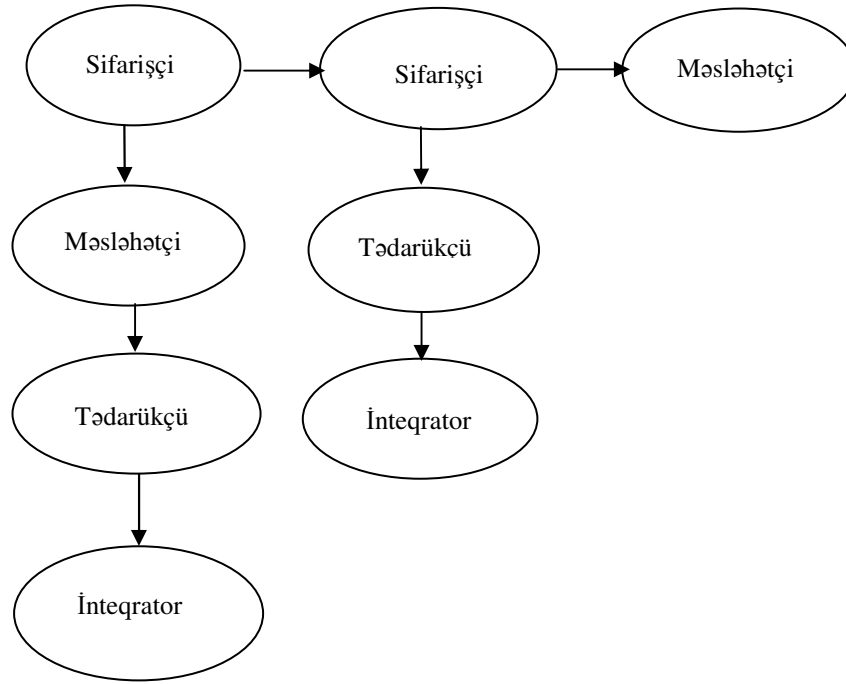 Sifarişçi
Sifarişçi
Məsləhətçi
Məsləhətçi
Tədarükçü
Tədarükçü
İnteqrator
İnteqrator